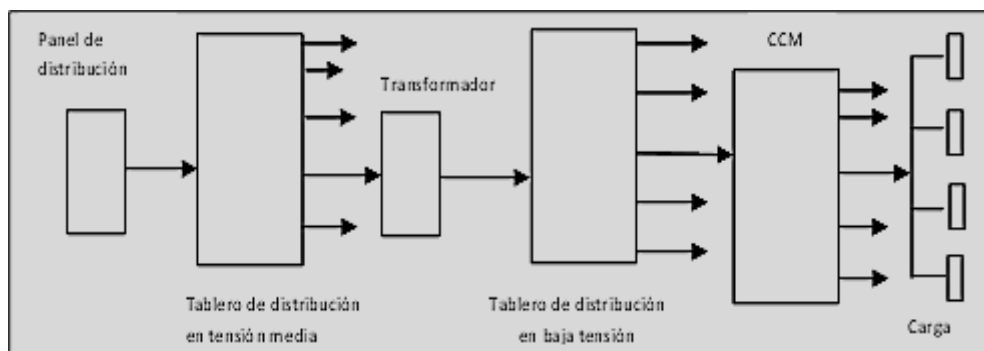 Panel de
distribución
Transformador
CCM
Tablero de distribución
en tensión media
Tablero de distribución
en baja tensión
Carga